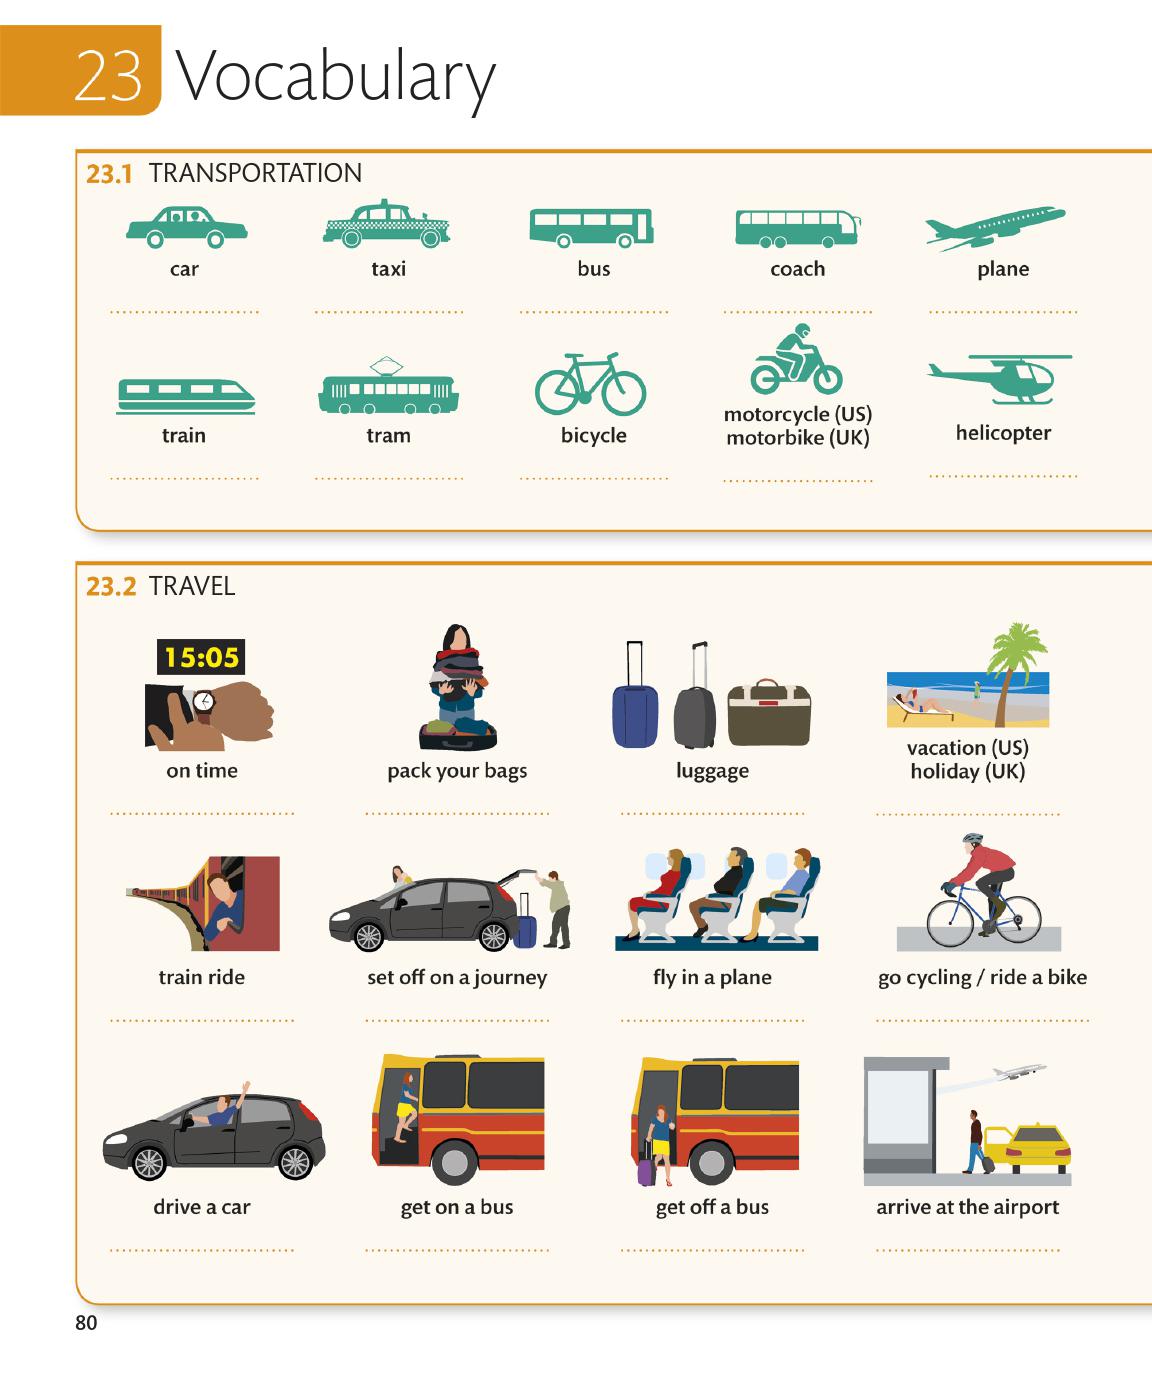 23 Vocabulary
23.1 TRANSPORTATION
car
taxi
bus
coach
plane
train
tram
bicycle
motorcycle (US)
motorbike (UK)
helicopter
23.2 TRAVEL
15:05
on time
pack your bags
luggage
vacation (US)
holiday (UK)
train ride
set off on a journey
fly in a plane
go cycling / ride a bike
drive a car
get on a bus
get off a bus
arrive at the airport
80